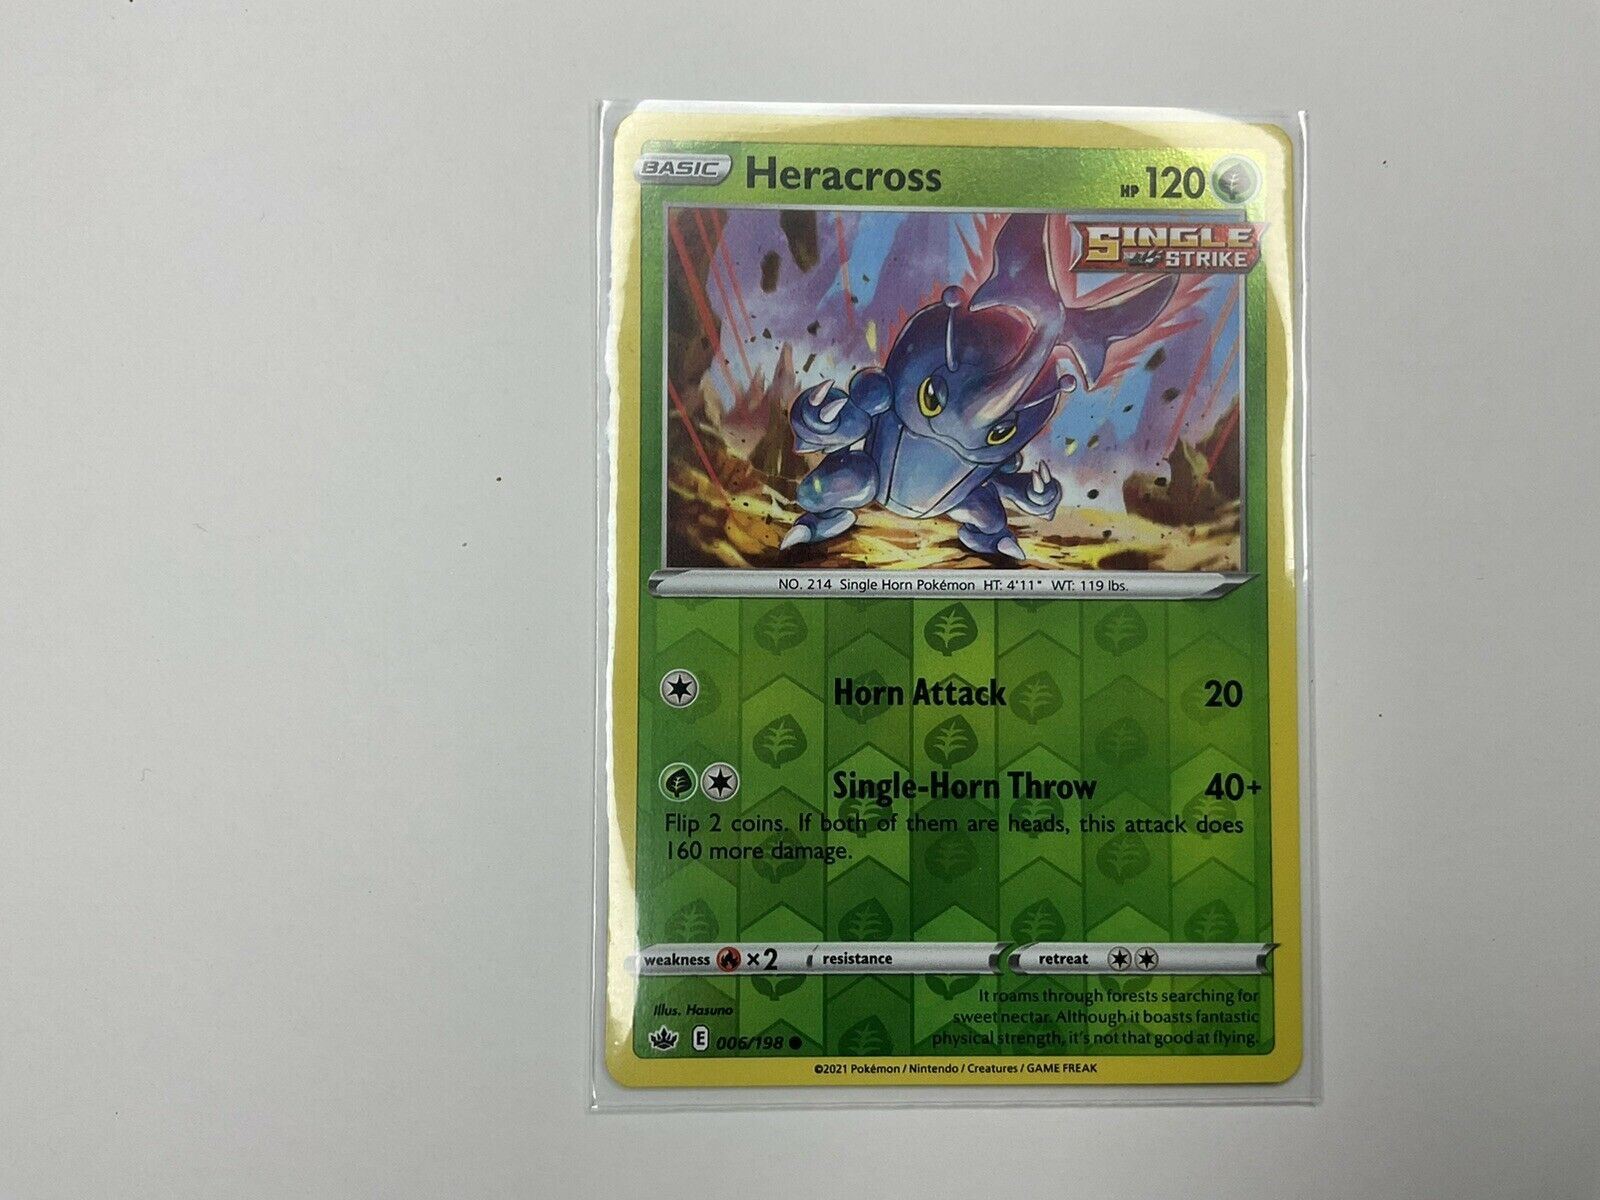 BASIC Heracross HP 120
SINGLE
STRIKE
NO. 214 Single Horn Pokémon HT: 4'11" WT: 119 lbs.
Horn Attack 20
Single-Horn Throw 40+
Flip 2 coins. If both of them are heads, this attack does
160 more damage.
weakness ×2 resistance retreat
It roams through forests searching for
sweet nectar. Although it boasts fantastic
physical strength, it's not that good at flying.
Illus. Hasuno
E 006/198
©2021 Pokémon / Nintendo / Creatures / GAME FREAK